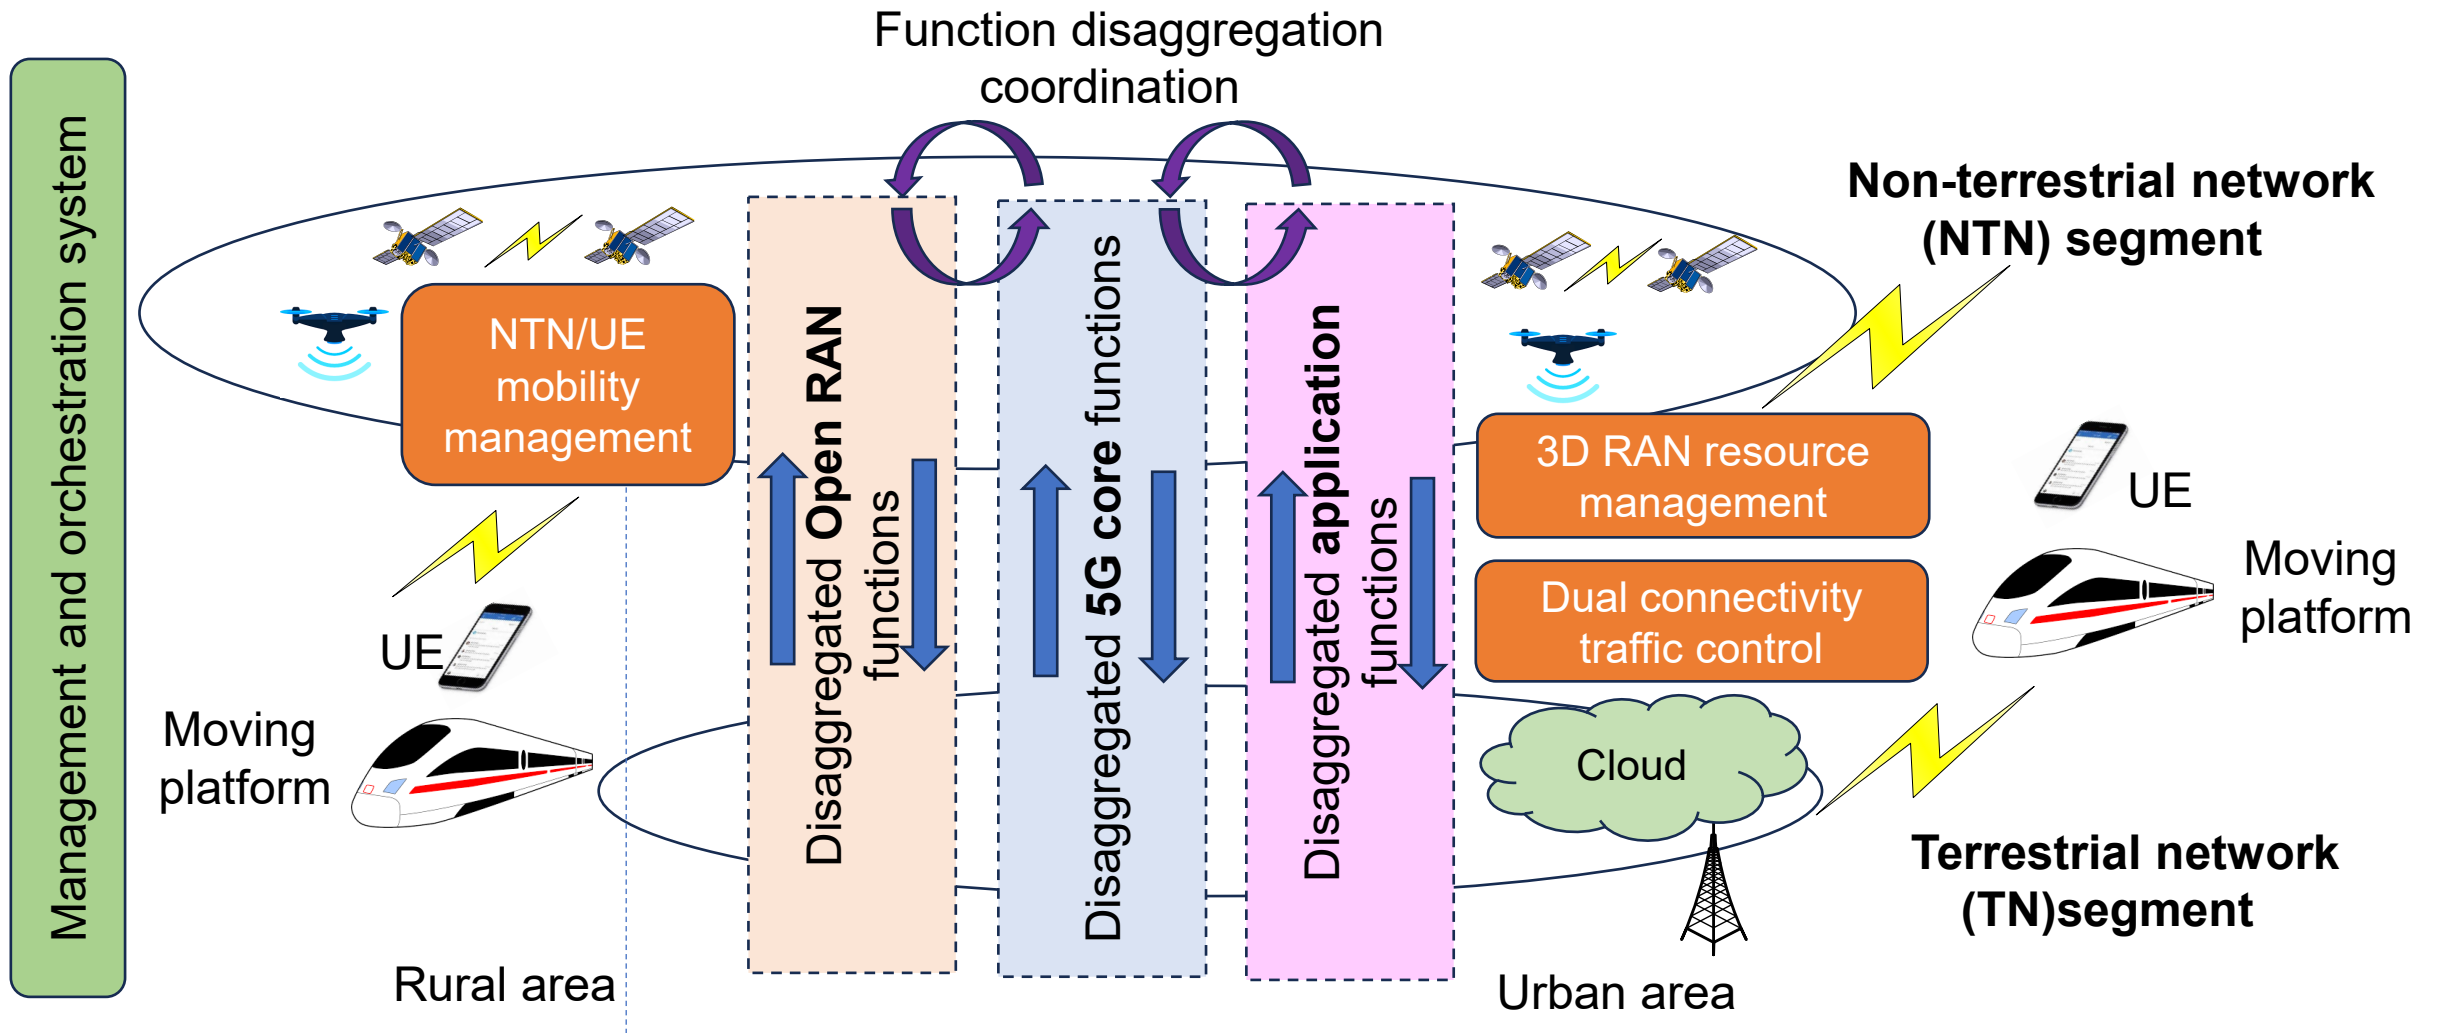 Function disaggregation
coordination
Management and orchestration system
Non-terrestrial network
(NTN) segment
NTN/UE
mobility
management
Disaggregated Open RAN
functions
Disaggregated 5G core functions
Disaggregated application
functions
3D RAN resource
management
UE
Dual connectivity
traffic control
Moving
platform
UE
Moving
platform
Cloud
Terrestrial network
(TN)segment
Rural area
Urban area